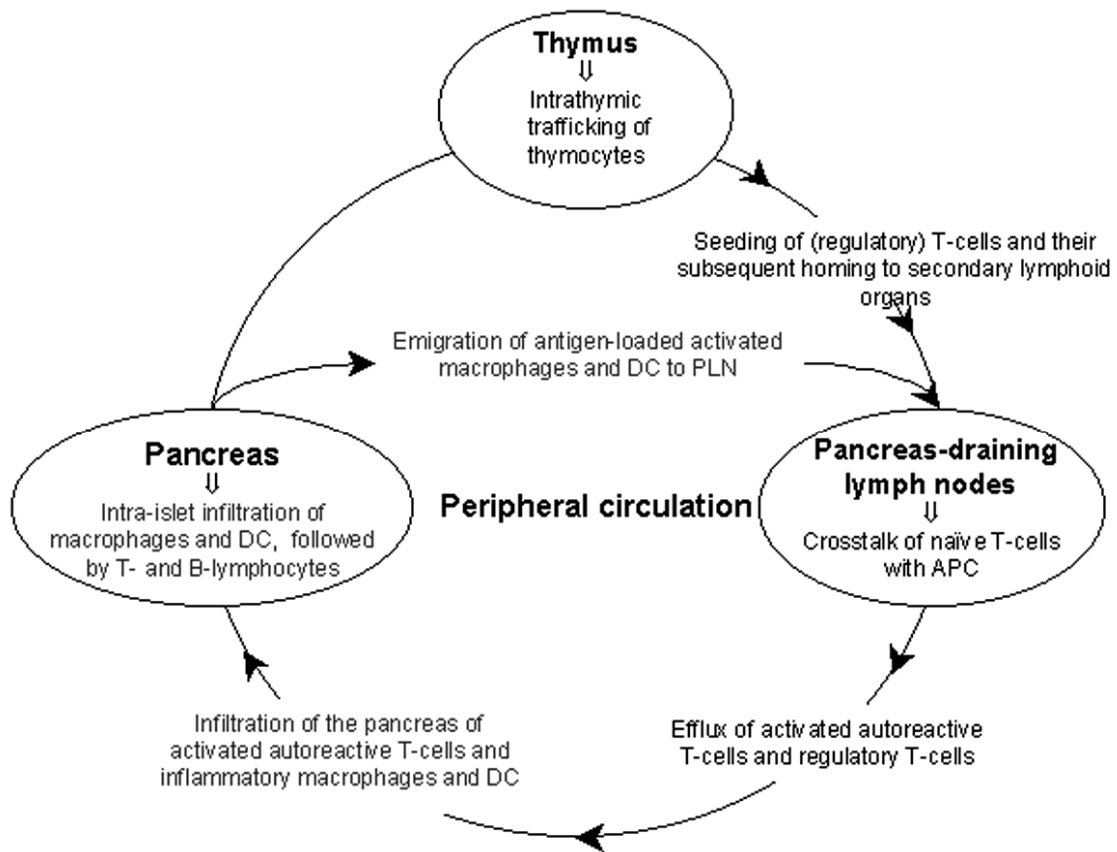 Thymus
⇓
Intrathymic
trafficking of
thymocytes
Seeding of (regulatory) T-cells and their
subsequent homing to secondary lymphoid
organs
Emigration of antigen-loaded activated
macrophages and DC to PLN
Pancreas
⇓
Intra-islet infiltration of
macrophages and DC, followed
by T- and B-lymphocytes
Peripheral circulation
Pancreas-draining
lymph nodes
⇓
Crosstalk of naïve T-cells
with APC
Infiltration of the pancreas of
activated autoreactive T-cells and
inflammatory macrophages and DC
Efflux of activated autoreactive
T-cells and regulatory T-cells